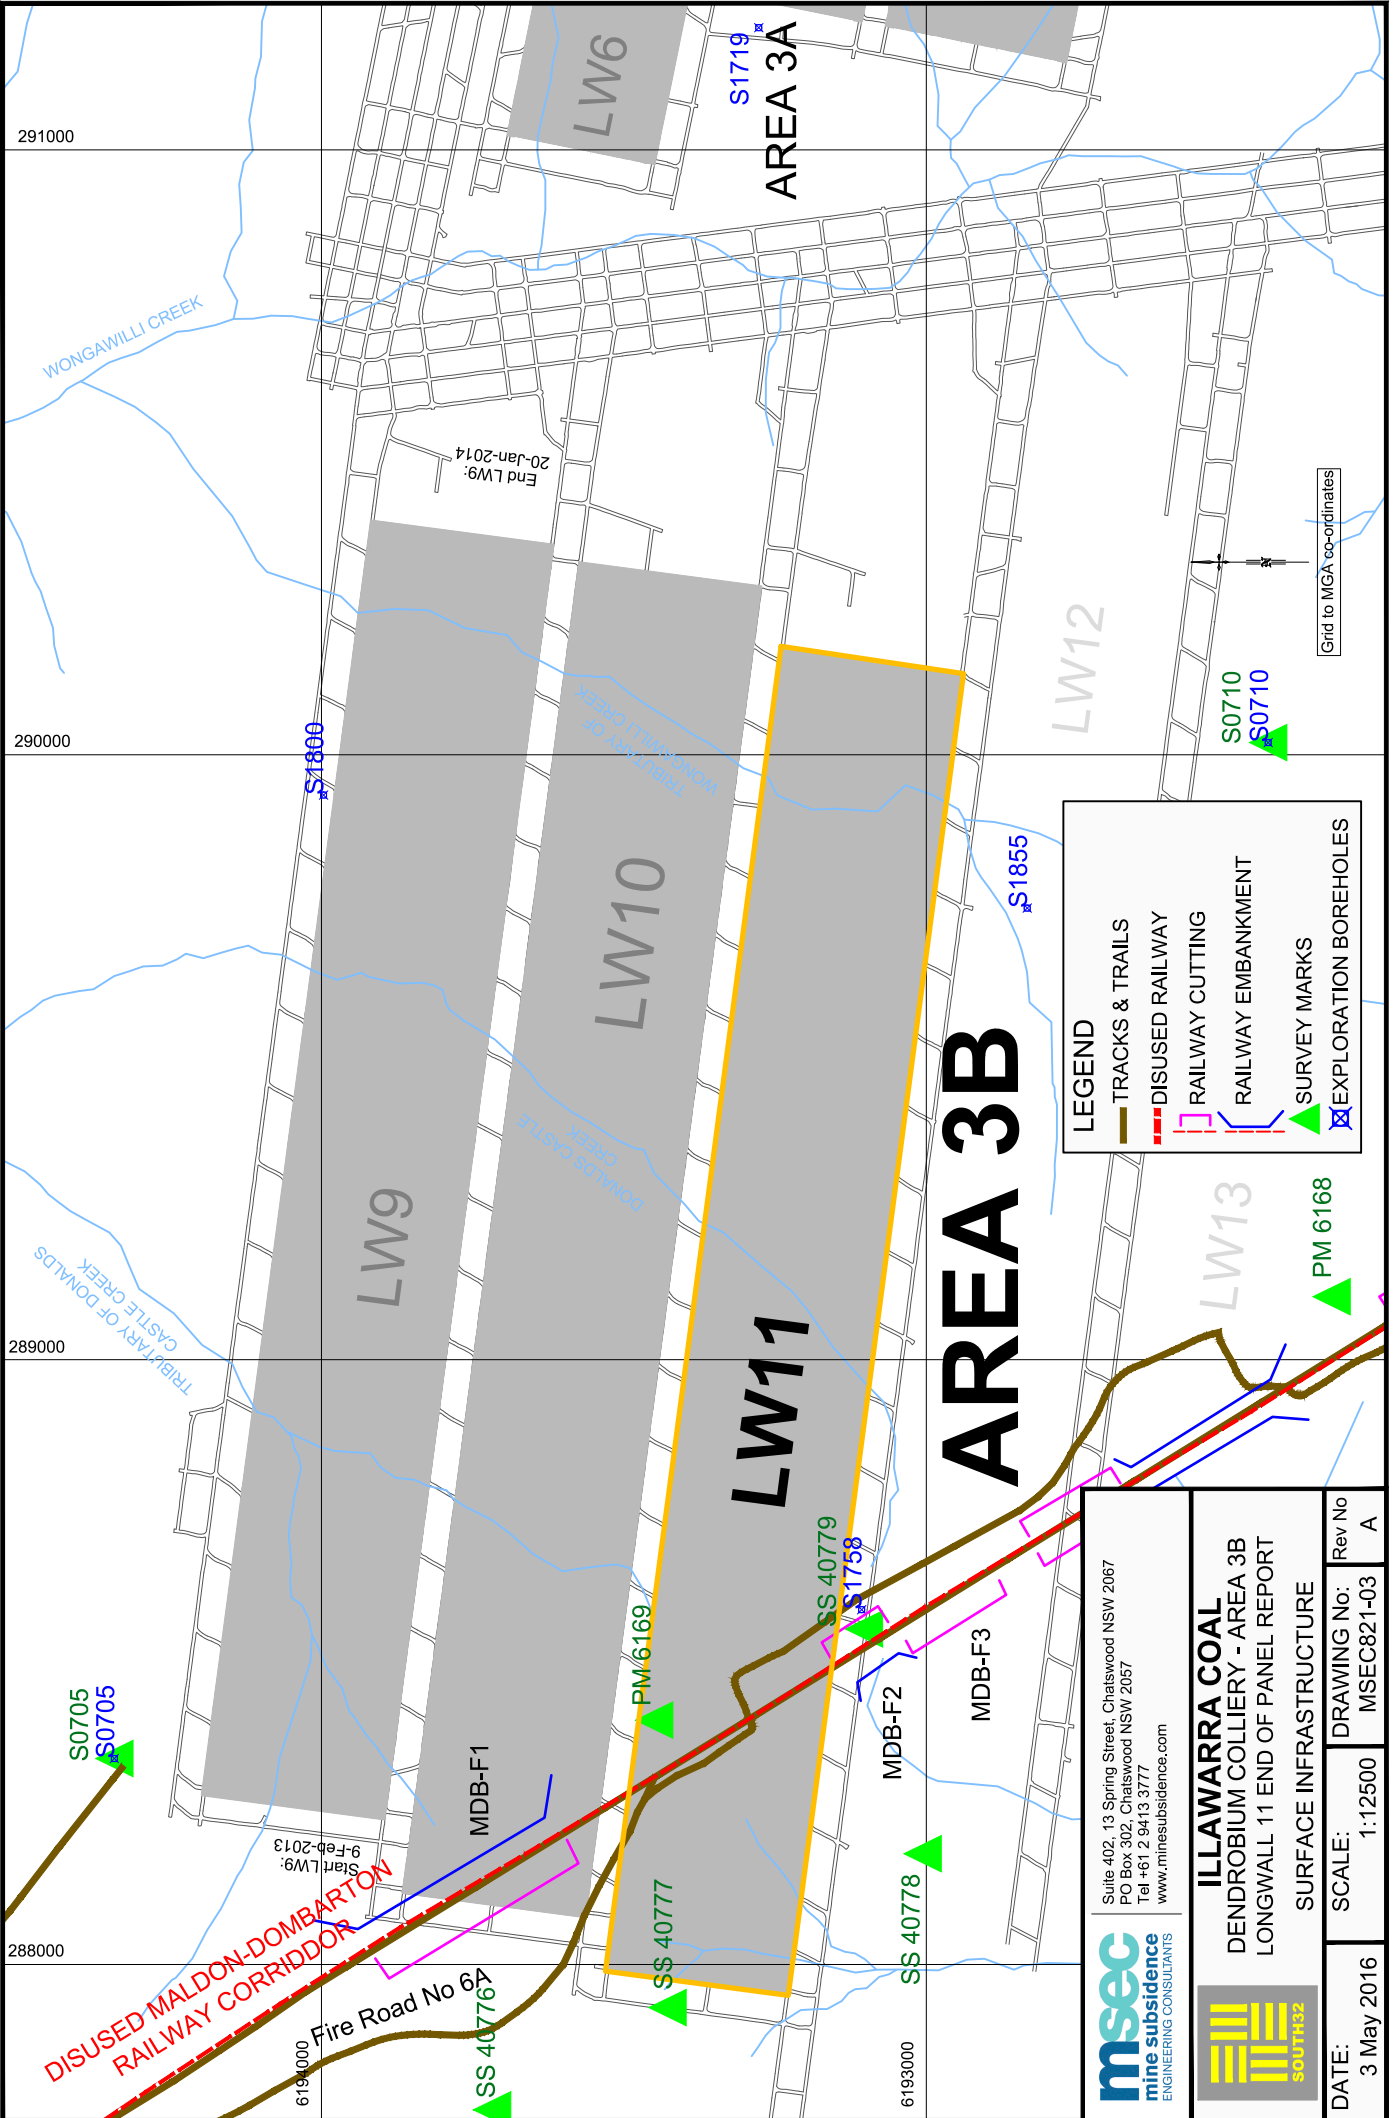 DISUSED MALDON-DOMBARTON
RAILWAY CORRIDDOR
Fire Road No 6A
S0705
S0705
TRIBUTARY OF DONALDS
CASTLE CREEK
WONGAWILLI CREEK
Start LW9:
9-Feb-2013
End LW9:
20-Jan-2014
LW9
LW10
LW11
LW12
LW13
LW6
AREA 3A
AREA 3B
S1719
S1800
S1855
S0710
S0710
DONALDS CASTLE
CREEK
TRIBUTARY OF
WONGAWILLI CREEK
MDB-F1
MDB-F2
MDB-F3
PM 6169
SS 40779
S1758
SS 40776
SS 40777
SS 40778
PM 6168
288000
289000
290000
291000
6194000
6193000
N
Grid to MGA co-ordinates
LEGEND
TRACKS & TRAILS
DISUSED RAILWAY
RAILWAY CUTTING
RAILWAY EMBANKMENT
SURVEY MARKS
EXPLORATION BOREHOLES
msec
mine subsidence
ENGINEERING CONSULTANTS
Suite 402, 13 Spring Street, Chatswood NSW 2067
PO Box 302, Chatswood NSW 2057
Tel +61 2 9413 3777
www.minesubsidence.com
SOUTH32
ILLAWARRA COAL
DENDROBIUM COLLIERY - AREA 3B
LONGWALL 11 END OF PANEL REPORT
SURFACE INFRASTRUCTURE
DATE:
3 May 2016
SCALE:
1:12500
DRAWING No:
MSEC821-03
Rev No
A